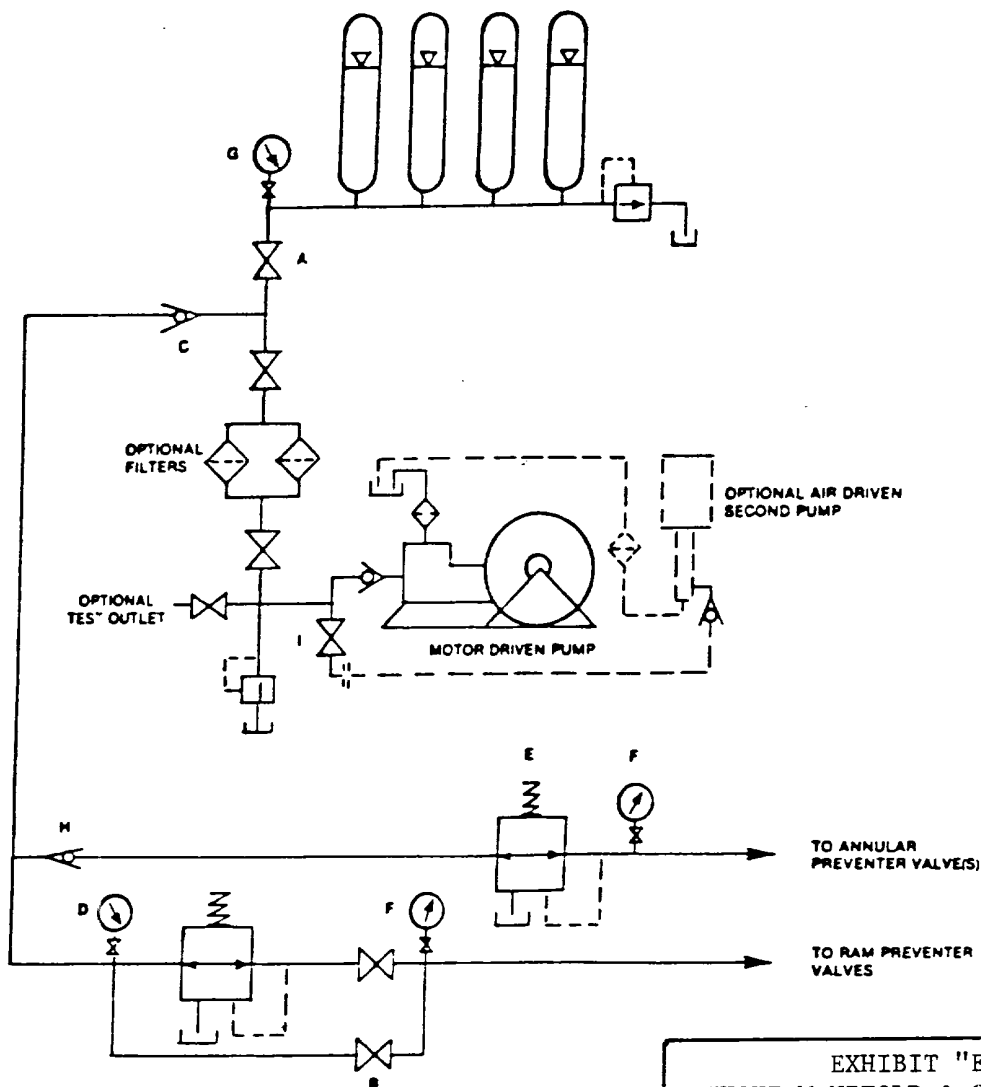 G
A
C
OPTIONAL
FILTERS
OPTIONAL AIR DRIVEN
SECOND PUMP
OPTIONAL
TEST OUTLET
I
MOTOR DRIVEN PUMP
E
F
H
TO ANNULAR
PREVENTER VALVE(S)
D
F
TO RAM PREVENTER
VALVES
B
EXHIBIT "E